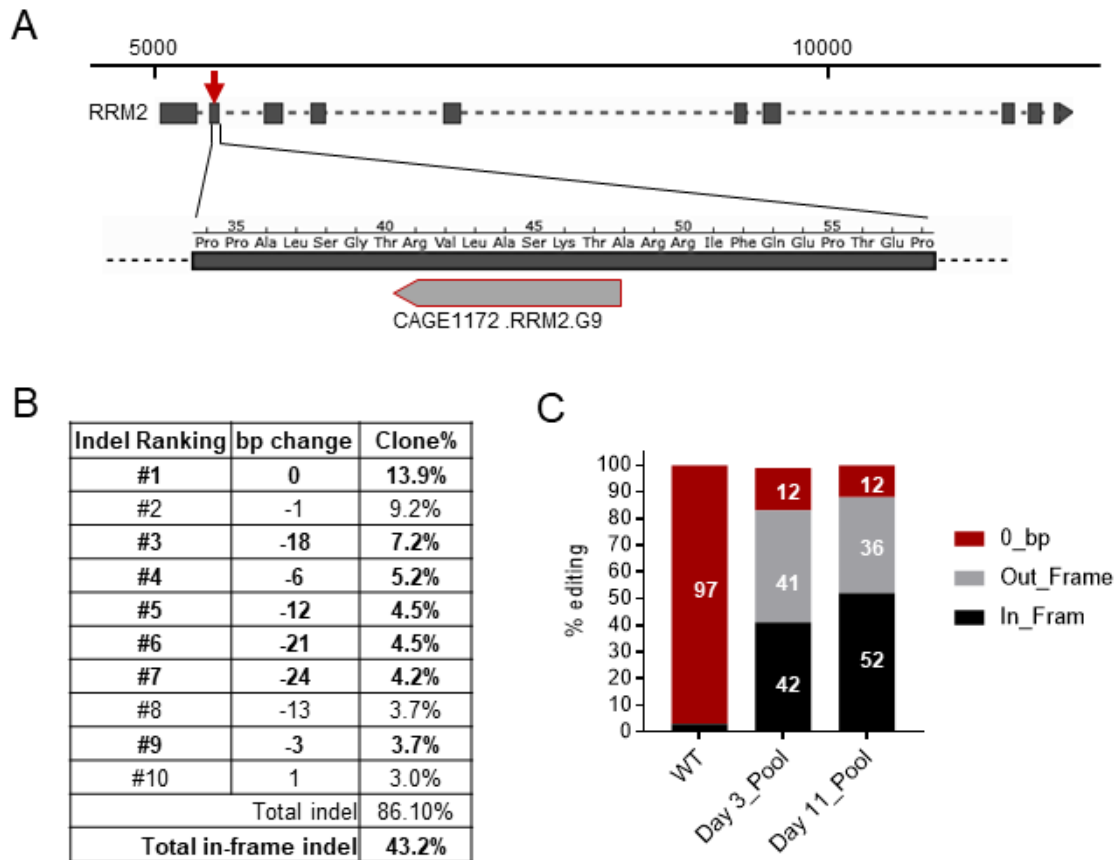 A
5000 10000
RRM2
35 40 45 50 55
Pro Pro Ala Leu Ser Gly Thr Arg Val Leu Ala Ser Lys Thr Ala Arg Arg Ile Phe Gln Glu Pro Thr Glu Pro
CAGE1172 .RRM2.G9
B
Indel Ranking bp change Clone%
#1 0 13.9%
#2 -1 9.2%
#3 -18 7.2%
#4 -6 5.2%
#5 -12 4.5%
#6 -21 4.5%
#7 -24 4.2%
#8 -13 3.7%
#9 -3 3.7%
#10 1 3.0%
Total indel 86.10%
Total in-frame indel 43.2%
C
% editing
100
90
80
70
60
50
40
30
20
10
0
97
12
41
42
12
36
52
WT
Day 3_Pool
Day 11_Pool
0_bp
Out_Frame
In_Fram